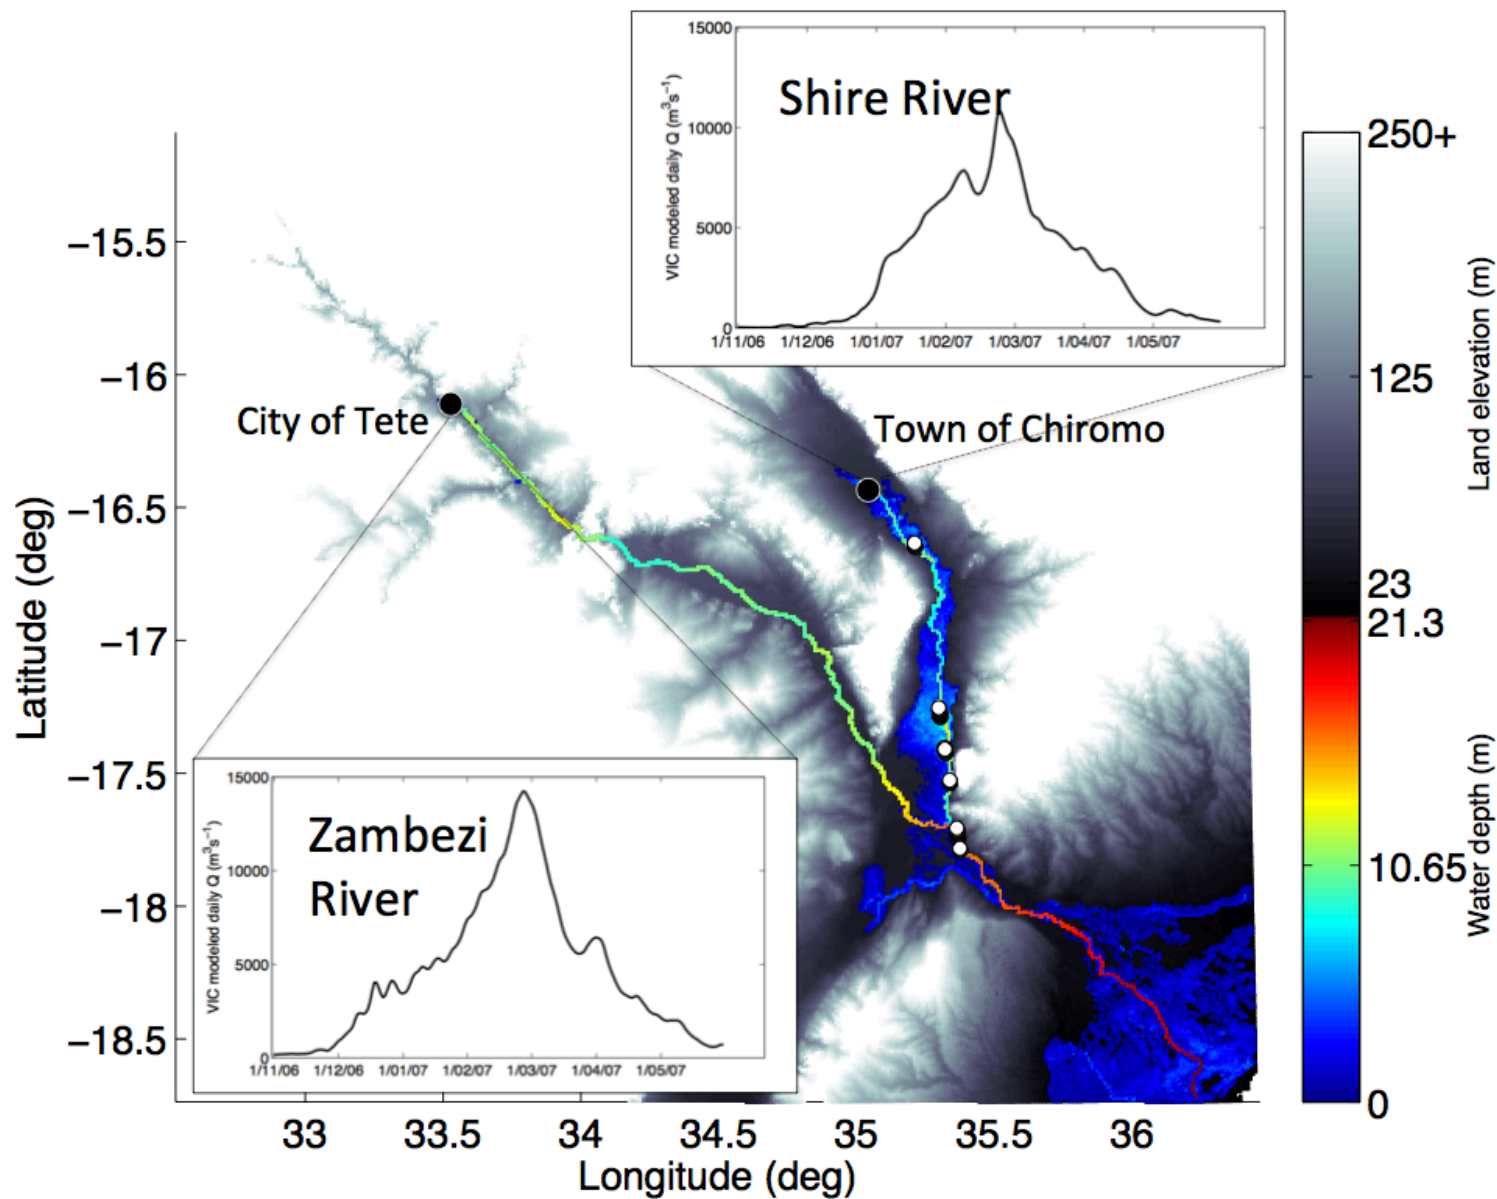 15000
10000
5000
0
VIC modeled daily Q (m³s⁻¹)
Shire River
1/11/06 1/12/06 1/01/07 1/02/07 1/03/07 1/04/07 1/05/07
City of Tete
Town of Chiromo
−15.5
−16
−16.5
−17
−17.5
−18
−18.5
Latitude (deg)
15000
10000
5000
0
VIC modeled daily Q (m³s⁻¹)
Zambezi
River
1/11/06 1/12/06 1/01/07 1/02/07 1/03/07 1/04/07 1/05/07
33 33.5 34 34.5 35 35.5 36
Longitude (deg)
250+
125
23
21.3
10.65
0
Land elevation (m)
Water depth (m)